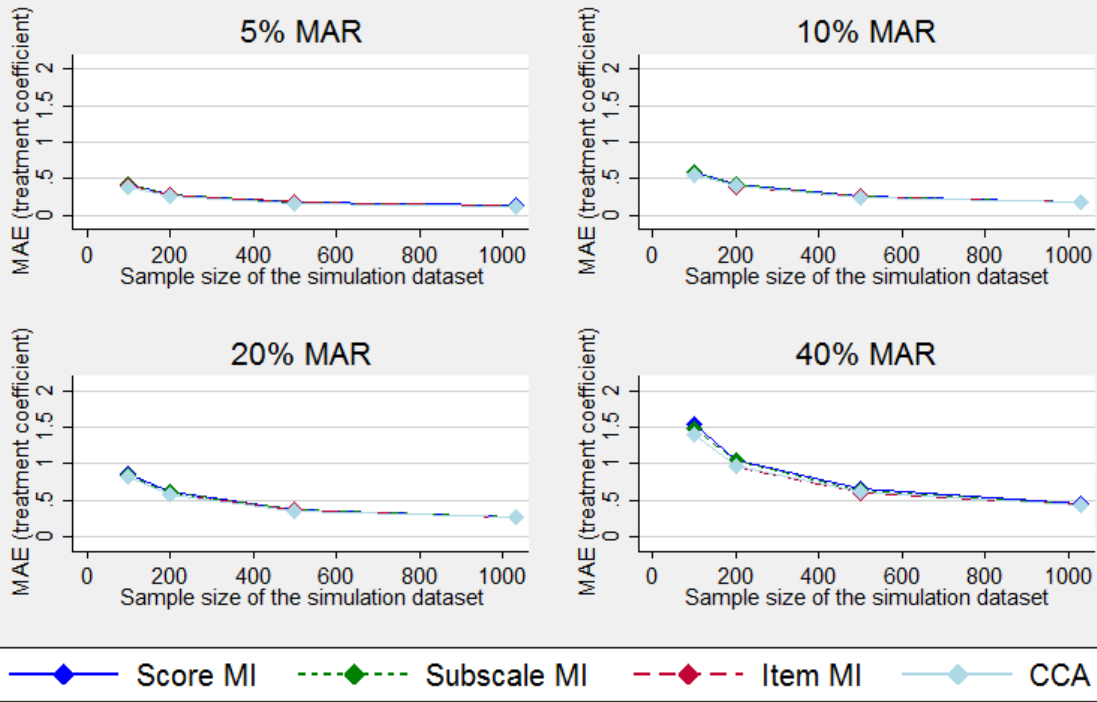 5% MAR
MAE (treatment coefficient)
2
1.5
1
.5
0
0 200 400 600 800 1000
Sample size of the simulation dataset
10% MAR
MAE (treatment coefficient)
2
1.5
1
.5
0
0 200 400 600 800 1000
Sample size of the simulation dataset
20% MAR
MAE (treatment coefficient)
2
1.5
1
.5
0
0 200 400 600 800 1000
Sample size of the simulation dataset
40% MAR
MAE (treatment coefficient)
2
1.5
1
.5
0
0 200 400 600 800 1000
Sample size of the simulation dataset
Score MI Subscale MI Item MI CCA